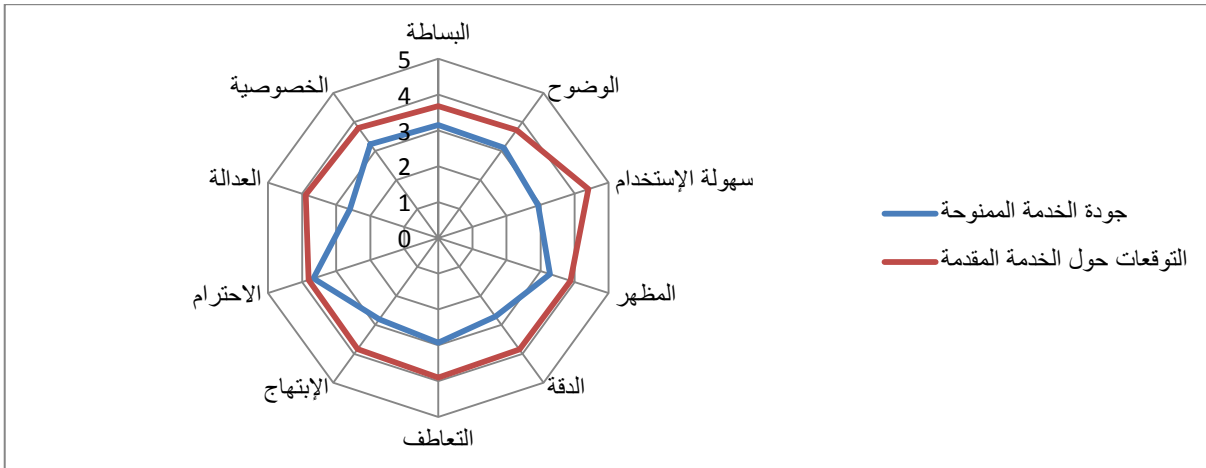 البساطة
الوضوح
سهولة الإستخدام
المظهر
الدقة
التعاطف
الإبتهاج
الاحترام
العدالة
الخصوصية
5
4
3
2
1
0
جودة الخدمة الممنوحة
التوقعات حول الخدمة المقدمة